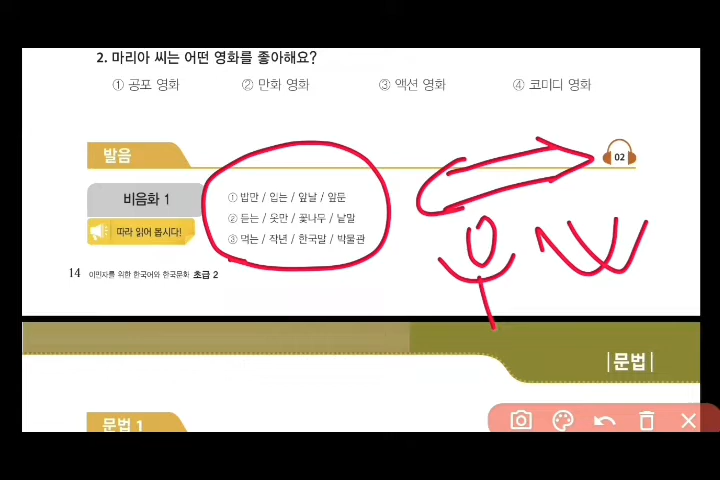 2. 마리아 씨는 어떤 영화를 좋아해요?
① 공포 영화 ② 만화 영화 ③ 액션 영화 ④ 코미디 영화
발음
02
비음화 1
따라 읽어 봅시다!
① 밥만 / 입는 / 앞날 / 앞문
② 듣는 / 옷만 / 꽃나무 / 낱말
③ 먹는 / 작년 / 한국말 / 박물관
14 이민자를 위한 한국어와 한국문화 초급 2
|문법|
문법 1